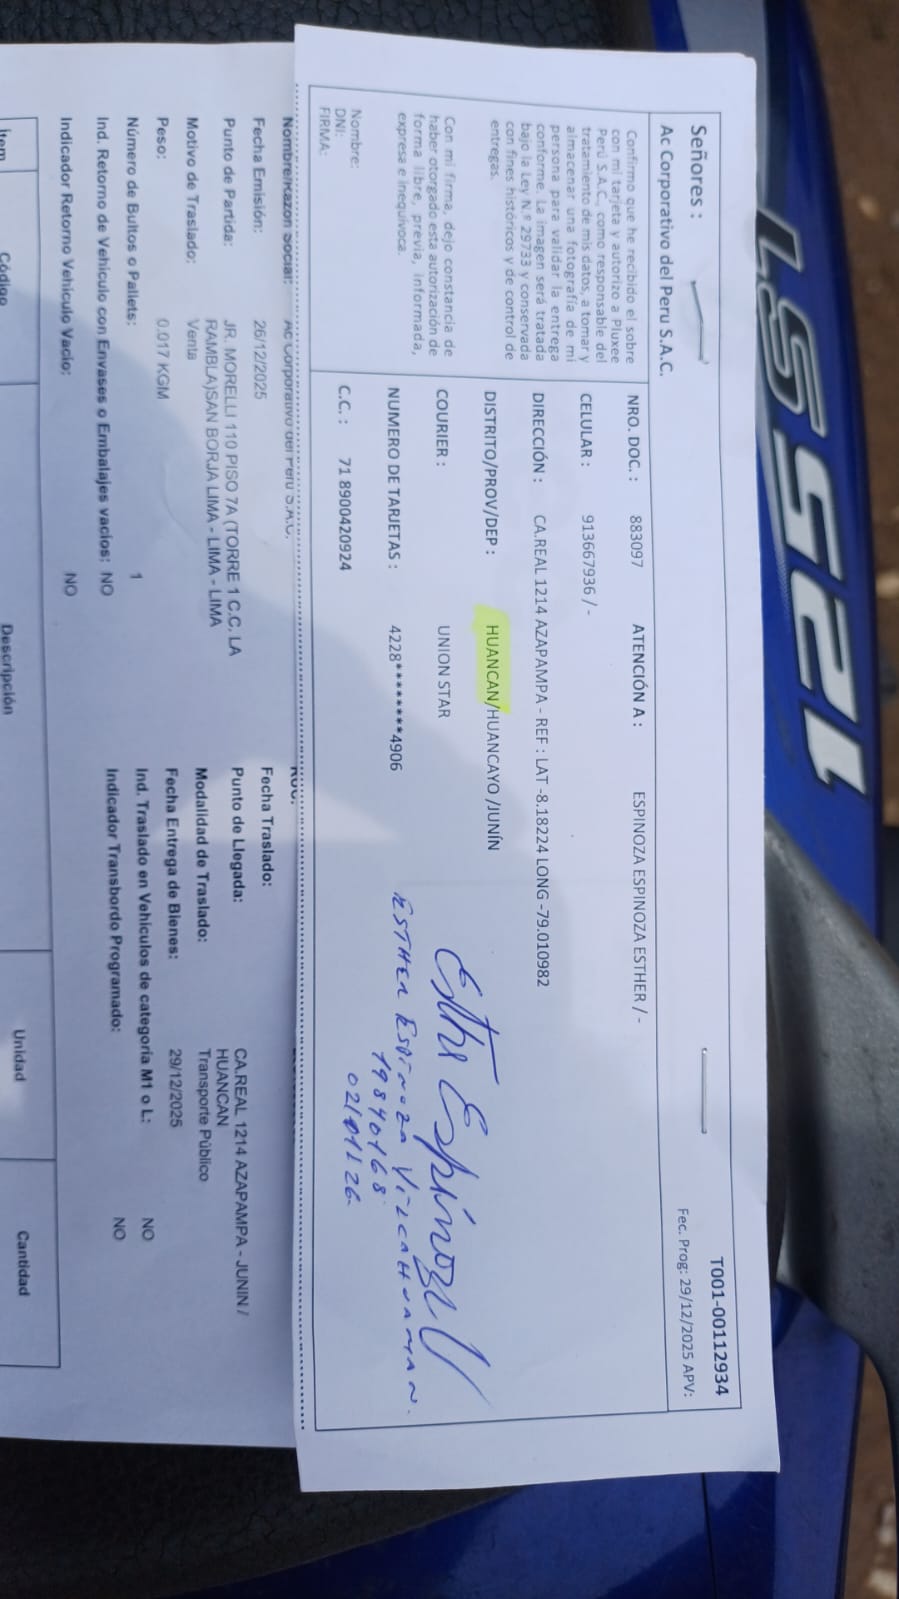 LS 125
T001-00112934
Señores :
Fec. Prog: 29/12/2025 APV:
Ac Corporativo del Peru S.A.C.
Confirmo que he recibido el sobre
con mi tarjeta y autorizo a Pluxee
Perú S.A.C., como responsable del
tratamiento de mis datos, a tomar y
almacenar una fotografía de mi
persona para validar la entrega
conforme. La imagen será tratada
bajo la Ley N.° 29733 y conservada
con fines históricos y de control de
entregas.
Con mi firma, dejo constancia de
haber otorgado esta autorización de
forma libre, previa, informada,
expresa e inequívoca.
Nombre:
DNI:
FIRMA:
NRO. DOC. : 883097 ATENCIÓN A : ESPINOZA ESPINOZA ESTHER / -
CELULAR : 913667936 / -
DIRECCIÓN : CA.REAL 1214 AZAPAMPA - REF : LAT -8.18224 LONG -79.010982
DISTRITO/PROV/DEP : HUANCAN/HUANCAYO /JUNÍN
COURIER : UNION STAR
NUMERO DE TARJETAS : 4228********4906
C.C. : 71 8900420924
Esther Espinoza
ESTHER ESPINOZA VIZCAHUAMAN.
19840168
02/01/26
Nombre/Razón Social: Ac Corporativo del Peru S.A.C. RUC:
Fecha Emisión: 26/12/2025 Fecha Traslado:
Punto de Partida: JR. MORELLI 110 PISO 7A (TORRE 1 C.C. LA
RAMBLA)SAN BORJA LIMA - LIMA - LIMA
Punto de Llegada: CA.REAL 1214 AZAPAMPA - JUNIN /
HUANCAN
Motivo de Traslado: Venta Modalidad de Traslado: Transporte Público
Peso: 0.017 KGM Fecha Entrega de Bienes: 29/12/2025
Número de Bultos o Pallets: 1 Ind. Traslado en Vehículos de categoría M1 o L: NO
Ind. Retorno de Vehículo con Envases o Embalajes vacíos: NO Indicador Transbordo Programado: NO
Indicador Retorno Vehículo Vacio: NO
Ítem Código Descripción Unidad Cantidad